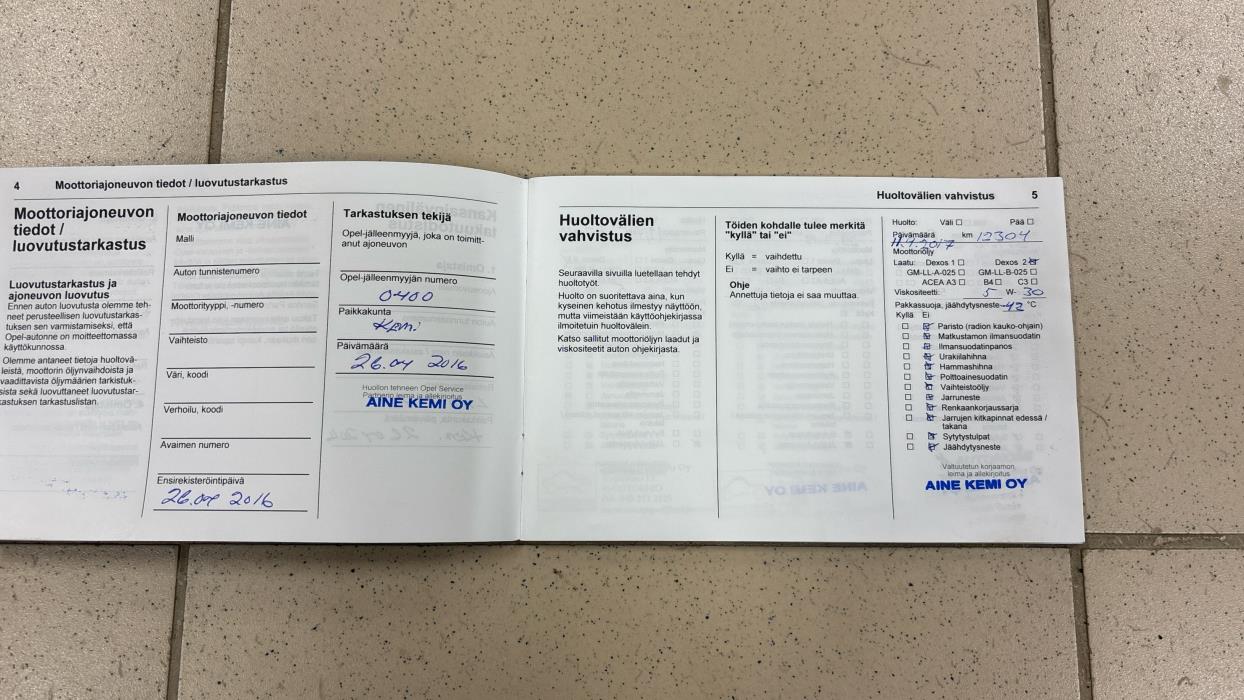 4 Moottoriajoneuvon tiedot / luovutustarkastus
Moottoriajoneuvon
tiedot /
luovutustarkastus
Luovutustarkastus ja
ajoneuvon luovutus
Ennen auton luovutusta olemme teh-
neet perusteellisen luovutustarkas-
tuksen sen varmistamiseksi, että
Opel-autonne on moitteettomassa
käyttökunnossa.
Olemme antaneet tietoja huoltovä-
leistä, moottorin öljynvaihdoista ja
vaadittavista öljymäärien tarkistuk-
sista sekä luovuttaneet luovutustar-
kastuksen tarkastuslistan.
Moottoriajoneuvon tiedot
Malli
Auton tunnistenumero
Moottorityyppi, -numero
Vaihteisto
Väri, koodi
Verhoilu, koodi
Avaimen numero
Ensirekisteröintipäivä
26.04 2016
Tarkastuksen tekijä
Opel-jälleenmyyjä, joka on toimitt-
anut ajoneuvon
Opel-jälleenmyyjän numero
0400
Paikkakunta
Kemi
Päivämäärä
26.04 2016
Huollon tehneen Opel Service
Partnerin leima ja allekirjoitus
AINE KEMI OY
Huoltovälien vahvistus 5
Huoltovälien
vahvistus
Seuraavilla sivuilla luetellaan tehdyt
huoltotyöt.
Huolto on suoritettava aina, kun
kyseinen kehotus ilmestyy näyttöön,
mutta viimeistään käyttöohjekirjassa
ilmoitetuin huoltovälein.
Katso sallitut moottoriöljyn laadut ja
viskositeetit auton ohjekirjasta.
Töiden kohdalle tulee merkitä
"kyllä" tai "ei"
Kyllä = vaihdettu
Ei = vaihto ei tarpeen
Ohje
Annettuja tietoja ei saa muuttaa.
Huolto: Väli ☐ Pää ☐
Päivämäärä km 12304
11.4.2017
Moottoriöljy
Laatu: Dexos 1 ☐ Dexos 2 ☒
GM-LL-A-025 ☐ GM-LL-B-025 ☐
ACEA A3 ☐ B4 ☐ C3 ☐
Viskositeetti: 5 W- 30
Pakkassuoja, jäähdytysneste -42 °C
Kyllä Ei
☐ ☒ Paristo (radion kauko-ohjain)
☐ ☒ Matkustamon ilmansuodatin
☐ ☒ Ilmansuodatinpanos
☐ ☒ Urakiilahihna
☐ ☒ Hammashihna
☐ ☒ Polttoainesuodatin
☐ ☒ Vaihteistoöljy
☐ ☒ Jarruneste
☐ ☒ Renkaankorjaussarja
☐ ☒ Jarrujen kitkapinnat edessä /
takana
☐ ☒ Sytytystulpat
☐ ☒ Jäähdytysneste
Valtuutetun korjaamon
leima ja allekirjoitus
AINE KEMI OY